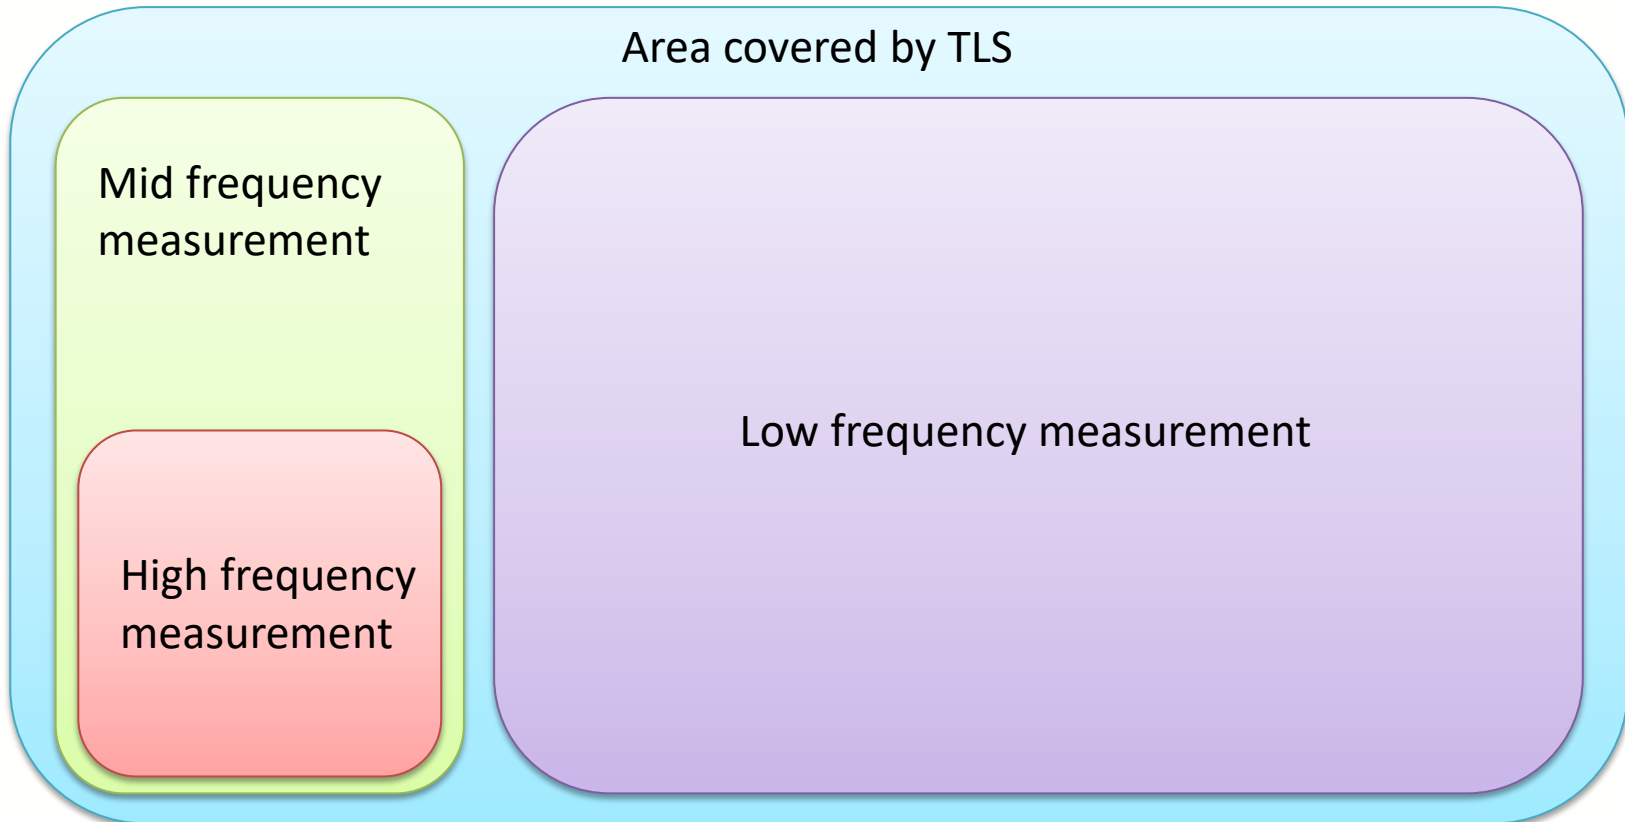 Area covered by TLS
Mid frequency
measurement
Low frequency measurement
High frequency
measurement